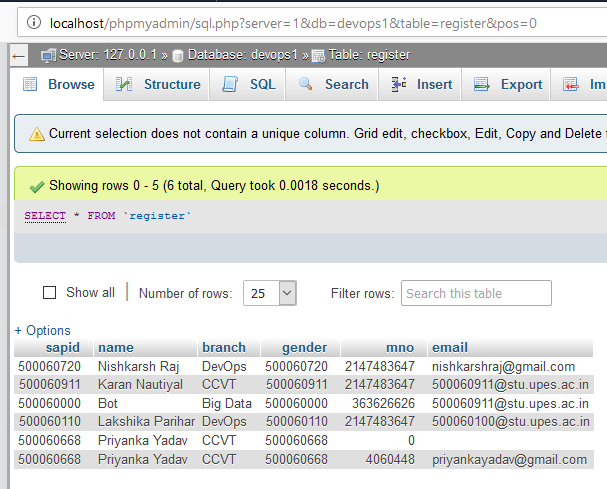 localhost/phpmyadmin/sql.php?server=1&db=devops1&table=register&pos=0
Server: 127.0.0.1 » Database: devops1 » Table: register
Browse Structure SQL Search Insert Export Im
Current selection does not contain a unique column. Grid edit, checkbox, Edit, Copy and Delete f
Showing rows 0 - 5 (6 total, Query took 0.0018 seconds.)
SELECT * FROM `register`
Show all | Number of rows: 25 Filter rows: Search this table
+ Options
sapid name branch gender mno email
500060720 Nishkarsh Raj DevOps 500060720 2147483647 nishkarshraj@gmail.com
500060911 Karan Nautiyal CCVT 500060911 2147483647 500060911@stu.upes.ac.in
500060000 Bot Big Data 500060000 363626626 500060000@stu.upes.ac.in
500060110 Lakshika Parihar DevOps 500060110 2147483647 500060100@stu.upes.ac.in
500060668 Priyanka Yadav CCVT 500060668 0
500060668 Priyanka Yadav CCVT 500060668 4060448 priyankayadav@gmail.com